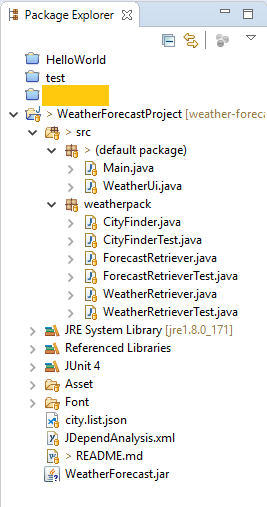 Package Explorer
HelloWorld
test
> WeatherForecastProject [weather-foreca
> src
> (default package)
Main.java
WeatherUi.java
weatherpack
CityFinder.java
CityFinderTest.java
ForecastRetriever.java
ForecastRetrieverTest.java
WeatherRetriever.java
WeatherRetrieverTest.java
JRE System Library [jre1.8.0_171]
Referenced Libraries
JUnit 4
Asset
Font
city.list.json
JDependAnalysis.xml
> README.md
WeatherForecast.jar